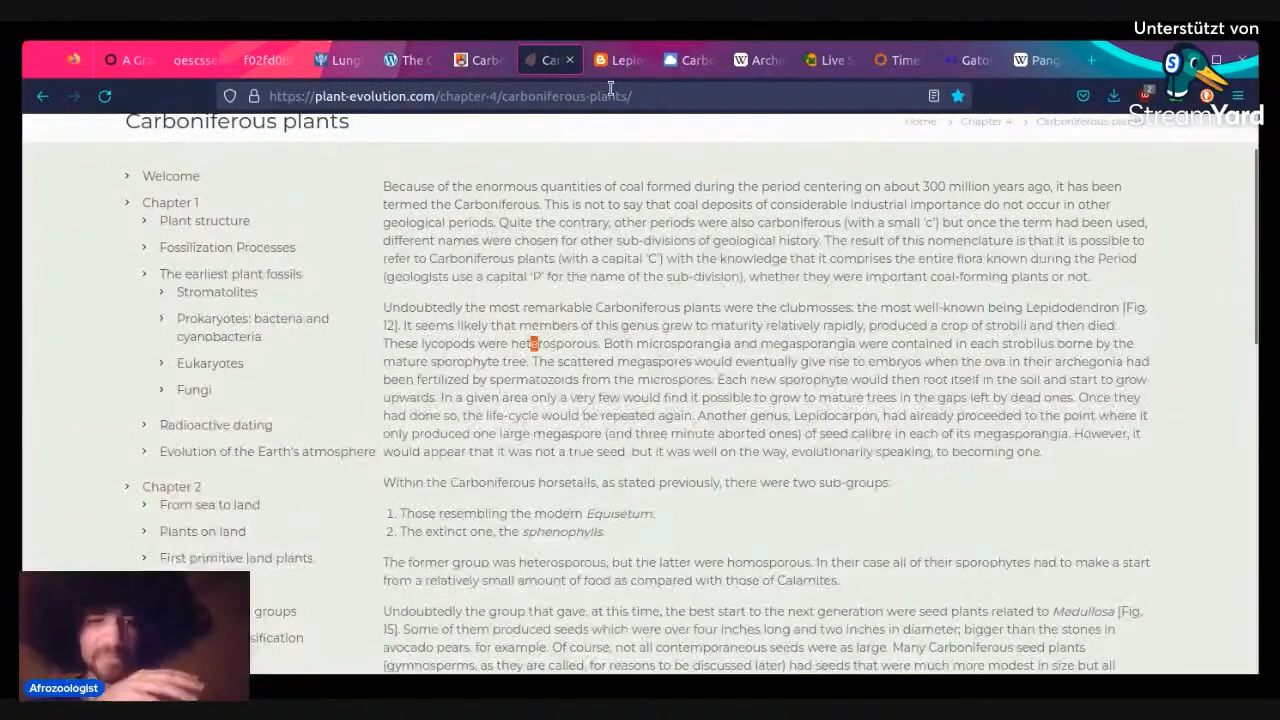 Unterstützt von
A Gra
oescsse
f02fd08
Lung
The C
Carbo
Car
Lepio
Carbo
Arch
Live S
Time
Gato
Pang
https://plant-evolution.com/chapter-4/carboniferous-plants/
2
StreamYard
Carboniferous plants
Home > Chapter 4 > Carboniferous plants
Welcome
Chapter 1
Plant structure
Fossilization Processes
The earliest plant fossils
Stromatolites
Prokaryotes: bacteria and
cyanobacteria
Eukaryotes
Fungi
Radioactive dating
Evolution of the Earth's atmosphere
Chapter 2
From sea to land
Plants on land
First primitive land plants
groups
sification
Because of the enormous quantities of coal formed during the period centering on about 300 million years ago, it has been
termed the Carboniferous. This is not to say that coal deposits of considerable industrial importance do not occur in other
geological periods. Quite the contrary, other periods were also carboniferous (with a small 'c') but once the term had been used,
different names were chosen for other sub-divisions of geological history. The result of this nomenclature is that it is possible to
refer to Carboniferous plants (with a capital 'C') with the knowledge that it comprises the entire flora known during the Period
(geologists use a capital 'P' for the name of the sub-division), whether they were important coal-forming plants or not.
Undoubtedly the most remarkable Carboniferous plants were the clubmosses: the most well-known being Lepidodendron [Fig.
12]. It seems likely that members of this genus grew to maturity relatively rapidly, produced a crop of strobili and then died.
These lycopods were heterosporous. Both microsporangia and megasporangia were contained in each strobilus borne by the
mature sporophyte tree. The scattered megaspores would eventually give rise to embryos when the ova in their archegonia had
been fertilized by spermatozoids from the microspores. Each new sporophyte would then root itself in the soil and start to grow
upwards. In a given area only a very few would find it possible to grow to mature trees in the gaps left by dead ones. Once they
had done so, the life-cycle would be repeated again. Another genus, Lepidocarpon, had already proceeded to the point where it
only produced one large megaspore (and three minute aborted ones) of seed calibre in each of its megasporangia. However, it
would appear that it was not a true seed but it was well on the way, evolutionarily speaking, to becoming one.
Within the Carboniferous horsetails, as stated previously, there were two sub-groups:
1. Those resembling the modern Equisetum.
2. The extinct one, the sphenophylls.
The former group was heterosporous, but the latter were homosporous. In their case all of their sporophytes had to make a start
from a relatively small amount of food as compared with those of Calamites.
Undoubtedly the group that gave, at this time, the best start to the next generation were seed plants related to Medullosa [Fig.
15]. Some of them produced seeds which were over four inches long and two inches in diameter; bigger than the stones in
avocado pears, for example. Of course, not all contemporaneous seeds were as large. Many Carboniferous seed plants
(gymnosperms, as they are called, for reasons to be discussed later) had seeds that were much more modest in size but all
Afrozoologist